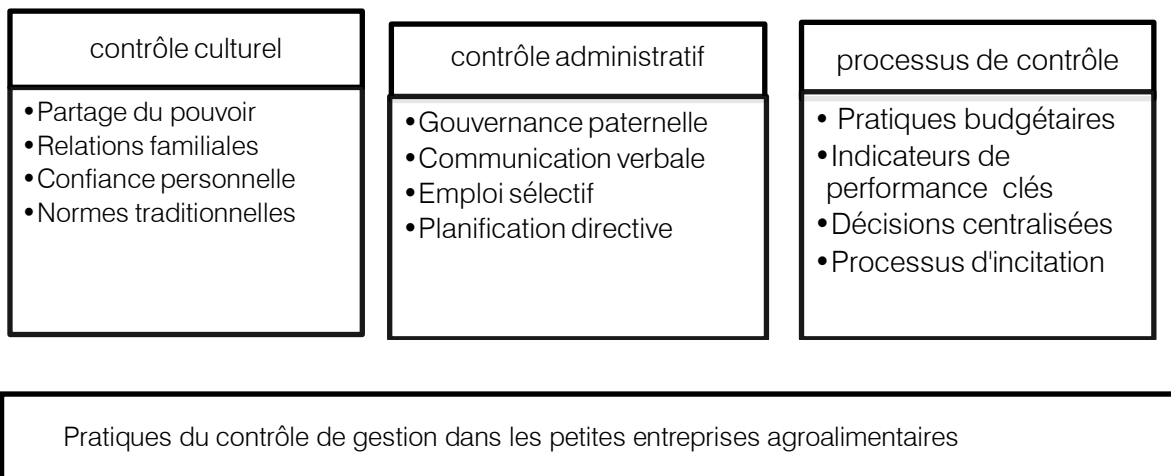 contrôle culturel
•Partage du pouvoir
•Relations familiales
•Confiance personnelle
•Normes traditionnelles
contrôle administratif
•Gouvernance paternelle
•Communication verbale
•Emploi sélectif
•Planification directive
processus de contrôle
• Pratiques budgétaires
•Indicateurs de
performance clés
•Décisions centralisées
•Processus d'incitation
Pratiques du contrôle de gestion dans les petites entreprises agroalimentaires